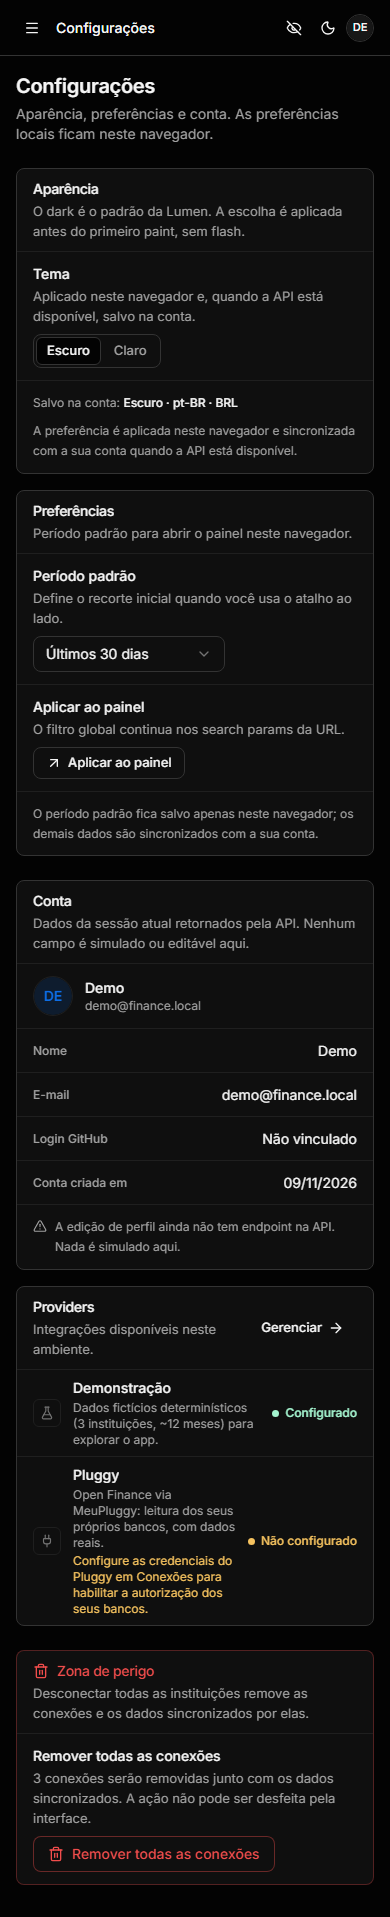 Configurações
DE
Configurações
Aparência, preferências e conta. As preferências
locais ficam neste navegador.
Aparência
O dark é o padrão da Lumen. A escolha é aplicada
antes do primeiro paint, sem flash.
Tema
Aplicado neste navegador e, quando a API está
disponível, salvo na conta.
Escuro Claro
Salvo na conta: Escuro · pt-BR · BRL
A preferência é aplicada neste navegador e sincronizada
com a sua conta quando a API está disponível.
Preferências
Período padrão para abrir o painel neste navegador.
Período padrão
Define o recorte inicial quando você usa o atalho ao
lado.
Últimos 30 dias
Aplicar ao painel
O filtro global continua nos search params da URL.
Aplicar ao painel
O período padrão fica salvo apenas neste navegador; os
demais dados são sincronizados com a sua conta.
Conta
Dados da sessão atual retornados pela API. Nenhum
campo é simulado ou editável aqui.
DE
Demo
demo@finance.local
Nome Demo
E-mail demo@finance.local
Login GitHub Não vinculado
Conta criada em 09/11/2026
A edição de perfil ainda não tem endpoint na API.
Nada é simulado aqui.
Providers
Integrações disponíveis neste
ambiente.
Gerenciar
Demonstração
Dados fictícios determinísticos
(3 instituições, ~12 meses) para
explorar o app.
Configurado
Pluggy
Open Finance via
MeuPluggy: leitura dos seus
próprios bancos, com dados
reais.
Configure as credenciais do
Pluggy em Conexões para
habilitar a autorização dos
seus bancos.
Não configurado
Zona de perigo
Desconectar todas as instituições remove as
conexões e os dados sincronizados por elas.
Remover todas as conexões
3 conexões serão removidas junto com os dados
sincronizados. A ação não pode ser desfeita pela
interface.
Remover todas as conexões